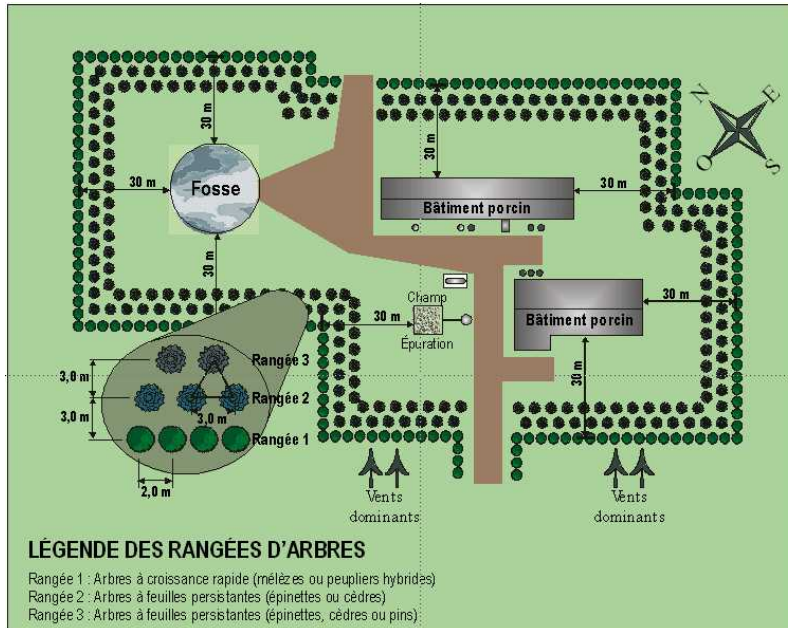 30 m
30 m
Fosse
30 m
30 m
Bâtiment porcin
30 m
N
E
O
S
30 m
Champ
Épuration
30 m
Bâtiment porcin
30 m
3,0 m
Rangée 3
3,0 m
Rangée 2
3,0 m
Rangée 1
2,0 m
Vents
dominants
Vents
dominants
LÉGENDE DES RANGÉES D'ARBRES
Rangée 1 : Arbres à croissance rapide (mélèzes ou peupliers hybrides)
Rangée 2 : Arbres à feuilles persistantes (épinettes ou cèdres)
Rangée 3 : Arbres à feuilles persistantes (épinettes, cèdres ou pins)